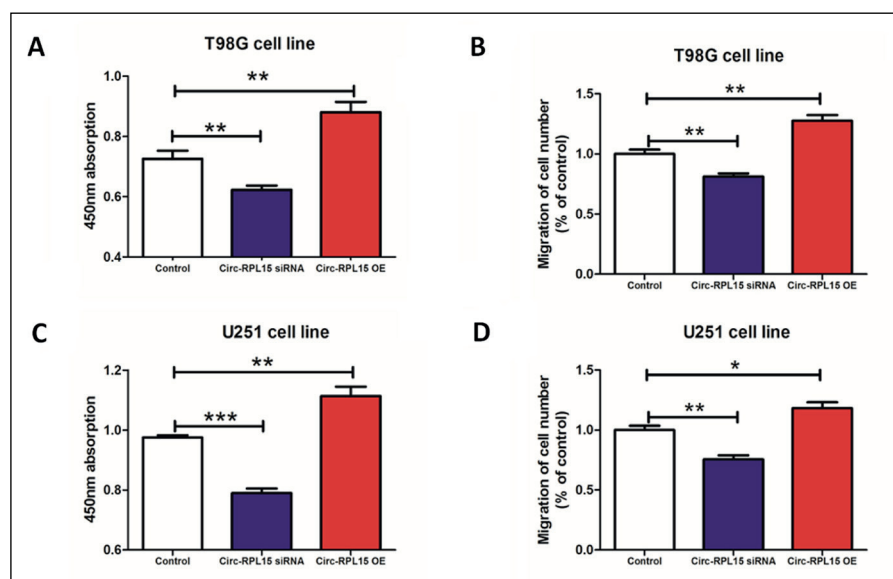 A
T98G cell line
450nm absorption
1.0
0.8
0.6
0.4
**
**
Control
Circ-RPL15 siRNA
Circ-RPL15 OE
B
T98G cell line
Migration of cell number
(% of control)
1.5
1.0
0.5
0.0
**
**
Control
Circ-RPL15 siRNA
Circ-RPL15 OE
C
U251 cell line
450nm absorption
1.2
1.0
0.8
0.6
**
***
Control
Circ-RPL15 siRNA
Circ-RPL15 OE
D
U251 cell line
Migration of cell number
(% of control)
1.5
1.0
0.5
0.0
*
**
Control
Circ-RPL15 siRNA
Circ-RPL15 OE